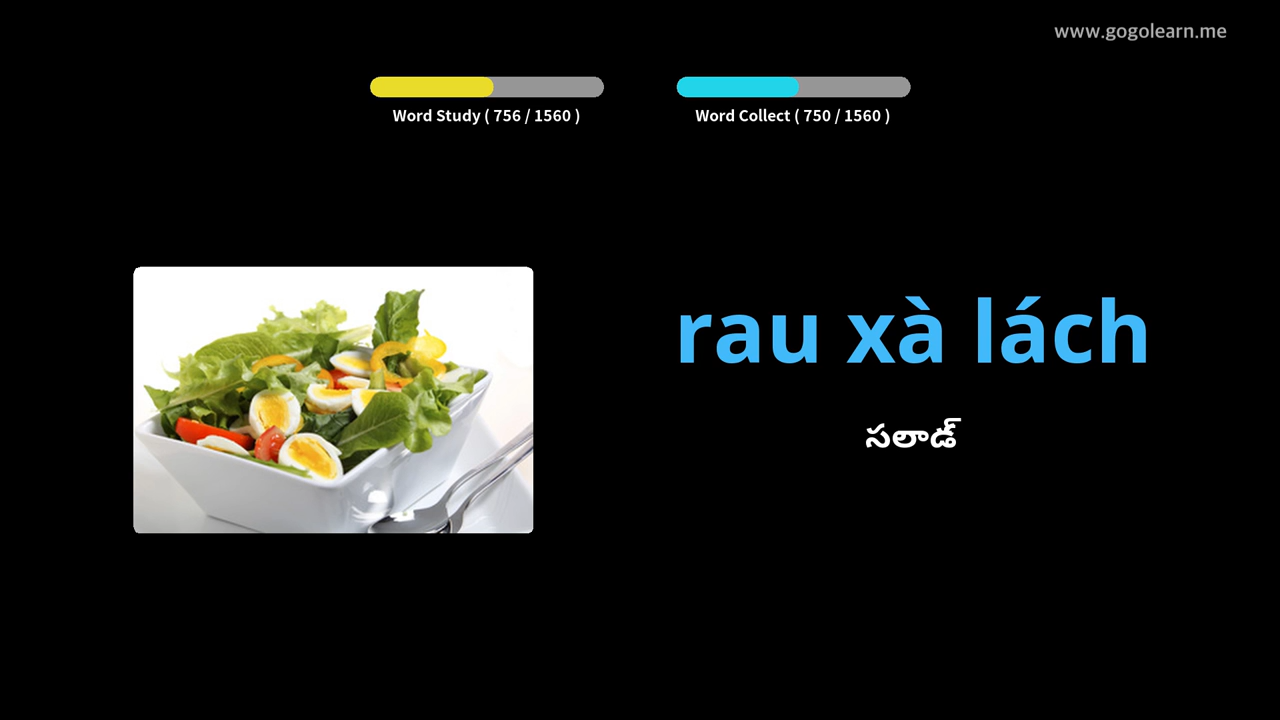 www.gogolearn.me
Word Study ( 756 / 1560 )
Word Collect ( 750 / 1560 )
rau xà lách
సలాడ్